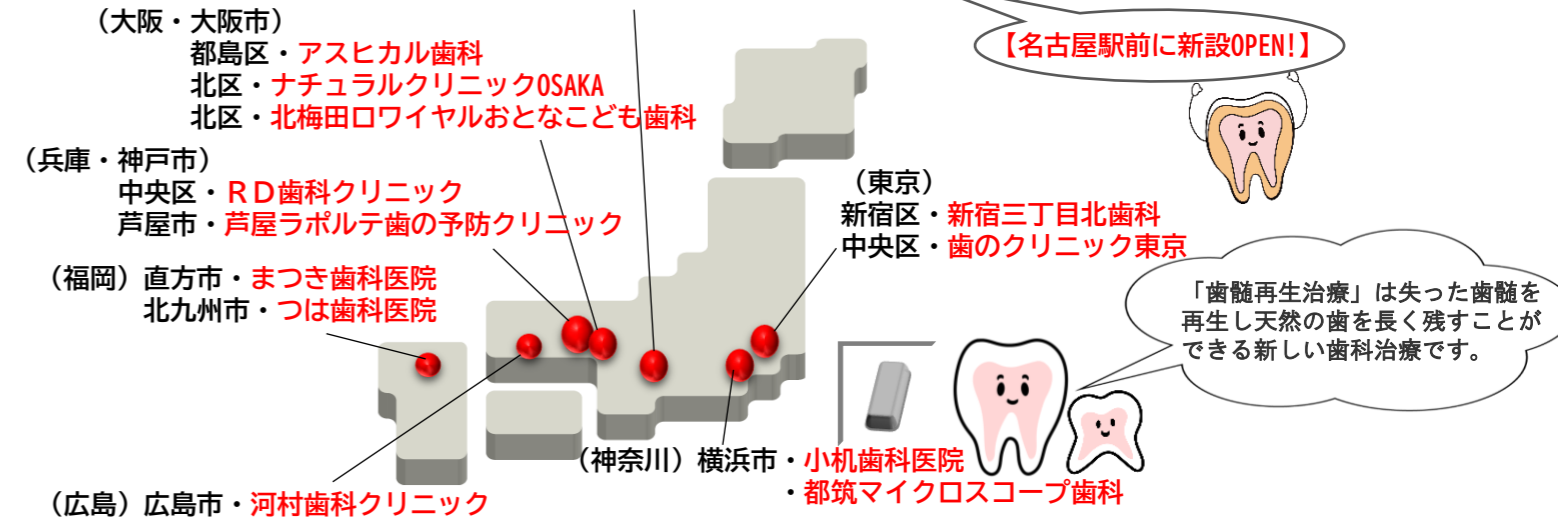 （大阪・大阪市）
都島区・アスヒカル歯科
北区・ナチュラルクリニックOSAKA
北区・北梅田ロワイヤルおとなこども歯科
（兵庫・神戸市）
中央区・ＲＤ歯科クリニック
芦屋市・芦屋ラポルテ歯の予防クリニック
（福岡）直方市・まつき歯科医院
北九州市・つは歯科医院
（広島）広島市・河村歯科クリニック
【名古屋駅前に新設OPEN!】
（東京）
新宿区・新宿三丁目北歯科
中央区・歯のクリニック東京
「歯髄再生治療」は失った歯髄を
再生し天然の歯を長く残すことが
できる新しい歯科治療です。
（神奈川）横浜市・小机歯科医院
・都筑マイクロスコープ歯科